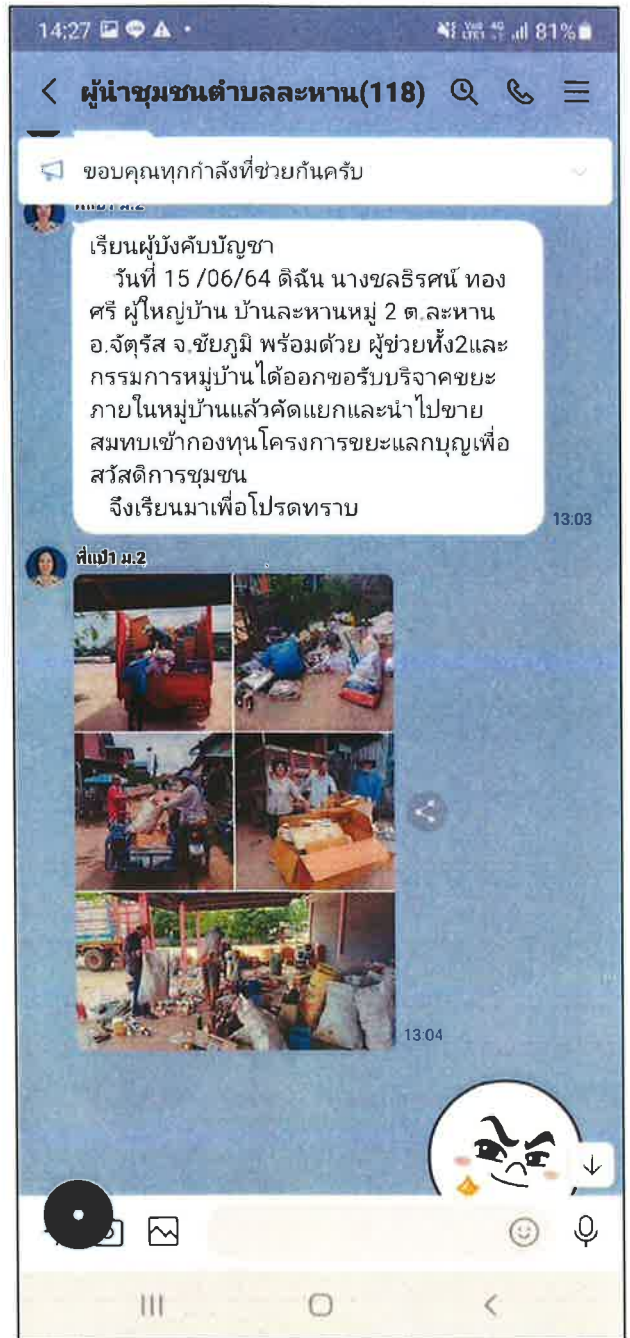 14:27
81%
ผู้นำชุมชนตำบลละหาน(118)
ขอบคุณทุกกำลังที่ช่วยกันครับ
เรียนผู้บังคับบัญชา
วันที่ 15 /06/64 ดิฉัน นางชลธิรศน์ ทอง
ศรี ผู้ใหญ่บ้าน บ้านละหานหมู่ 2 ต.ละหาน
อ.จัตุรัส จ.ชัยภูมิ พร้อมด้วย ผู้ช่วยทั้ง2และ
กรรมการหมู่บ้านได้ออกขอรับบริจาคขยะ
ภายในหมู่บ้านแล้วคัดแยกและนำไปขาย
สมทบเข้ากองทุนโครงการขยะแลกบุญเพื่อ
สวัสดิการชุมชน
จึงเรียนมาเพื่อโปรดทราบ
13:03
ม.2
13:04